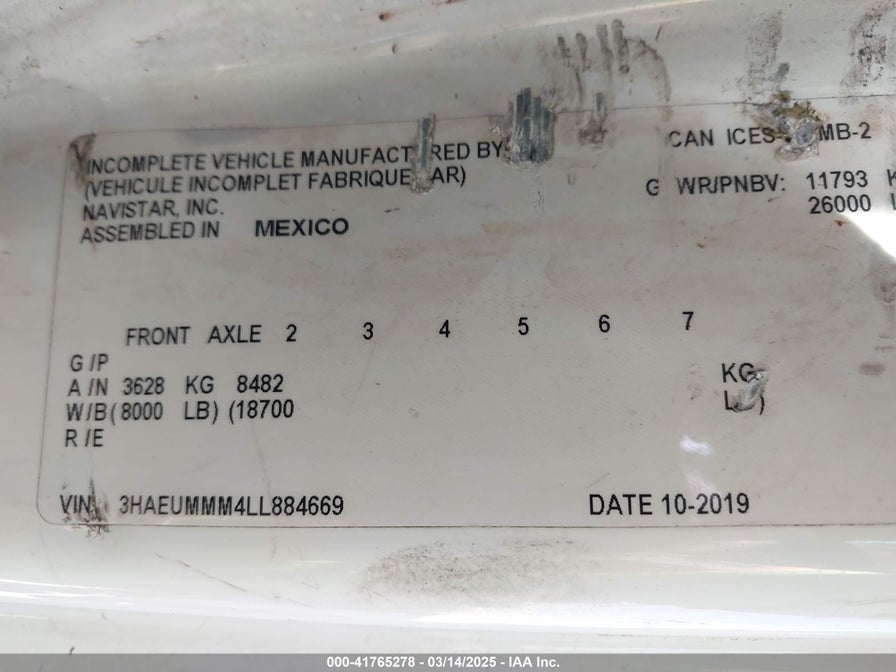 INCOMPLETE VEHICLE MANUFACTURED BY:
(VEHICULE INCOMPLET FABRIQUE PAR)
NAVISTAR, INC.
ASSEMBLED IN MEXICO
CAN ICES- MB-2
G WR/PNBV: 11793 K
26000 L
FRONT AXLE 2 3 4 5 6 7
G /P
A /N 3628 KG 8482 KG
W/B (8000 LB) (18700 LB)
R /E
VIN 3HAEUMMM4LL884669 DATE 10-2019
000-41765278 - 03/14/2025 - IAA Inc.